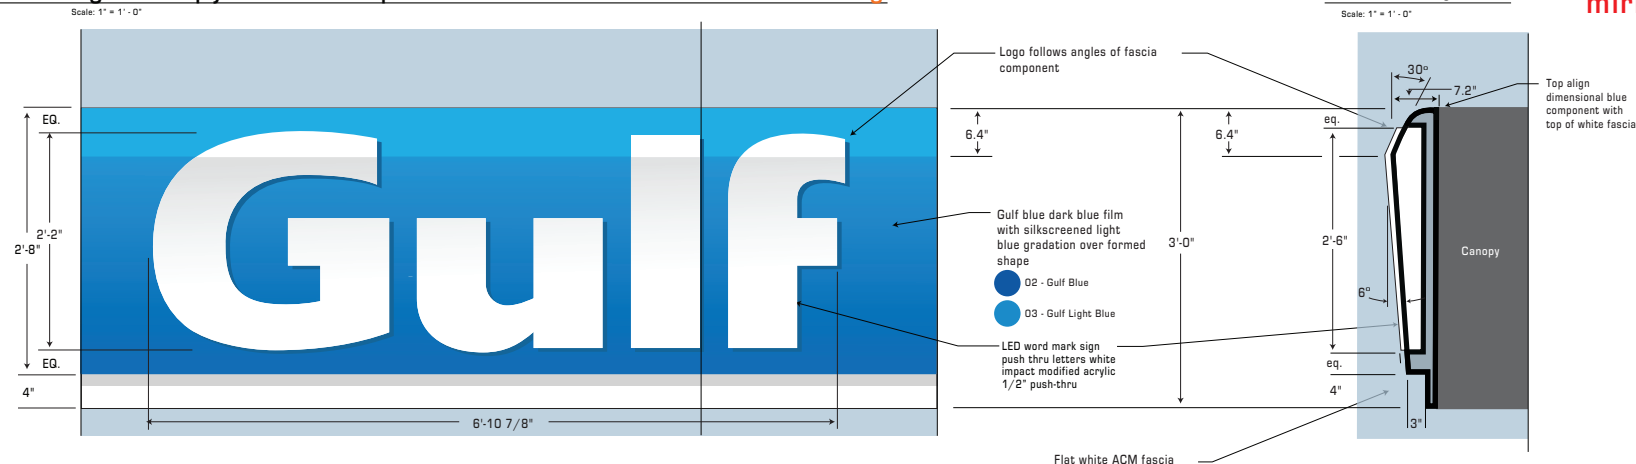 Scale: 1" = 1' - 0"
Scale: 1" = 1' - 0"
mir
Logo follows angles of fascia
component
30°
7.2"
Top align
dimensional blue
component with
top of white fascia
EQ.
6.4"
6.4"
eq.
Gulf
2'-2"
2'-8"
Gulf blue dark blue film
with silkscreened light
blue gradation over formed
shape
3'-0"
2'-6"
Canopy
02 - Gulf Blue
03 - Gulf Light Blue
6°
LED word mark sign
push thru letters white
impact modified acrylic
1/2" push-thru
EQ.
eq.
4"
4"
6'-10 7/8"
3"
Flat white ACM fascia